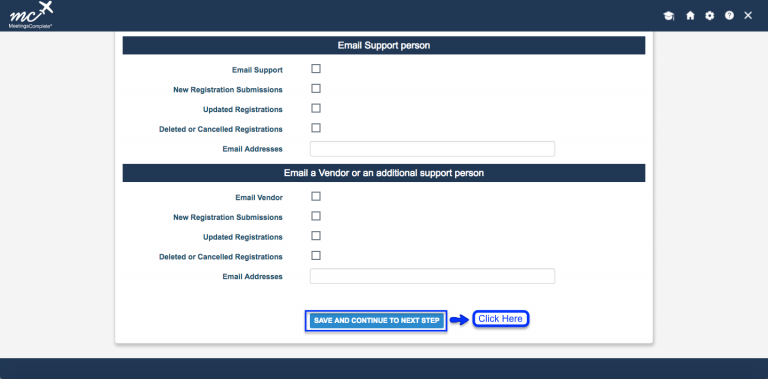 mc
MeetingsComplete®
Email Support person
Email Support
New Registration Submissions
Updated Registrations
Deleted or Cancelled Registrations
Email Addresses
Email a Vendor or an additional support person
Email Vendor
New Registration Submissions
Updated Registrations
Deleted or Cancelled Registrations
Email Addresses
SAVE AND CONTINUE TO NEXT STEP
Click Here